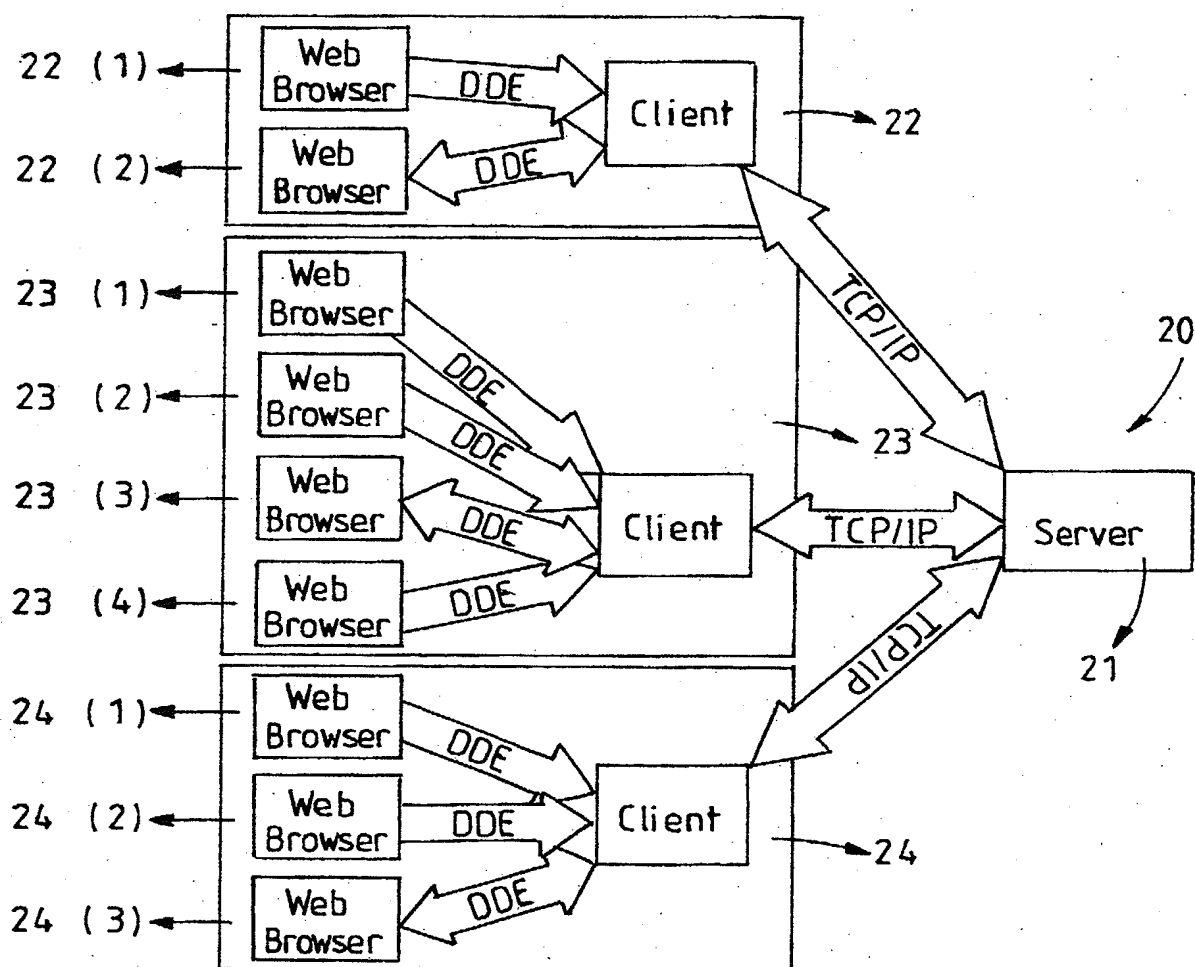 22 (1)
Web
Browser
DDE
Client
22
22 (2)
Web
Browser
DDE
TCP/IP
23 (1)
Web
Browser
DDE
20
23 (2)
Web
Browser
DDE
23
23 (3)
Web
Browser
DDE
Client
TCP/IP
Server
21
23 (4)
Web
Browser
DDE
TCP/IP
24 (1)
Web
Browser
DDE
24 (2)
Web
Browser
DDE
Client
24
24 (3)
Web
Browser
DDE